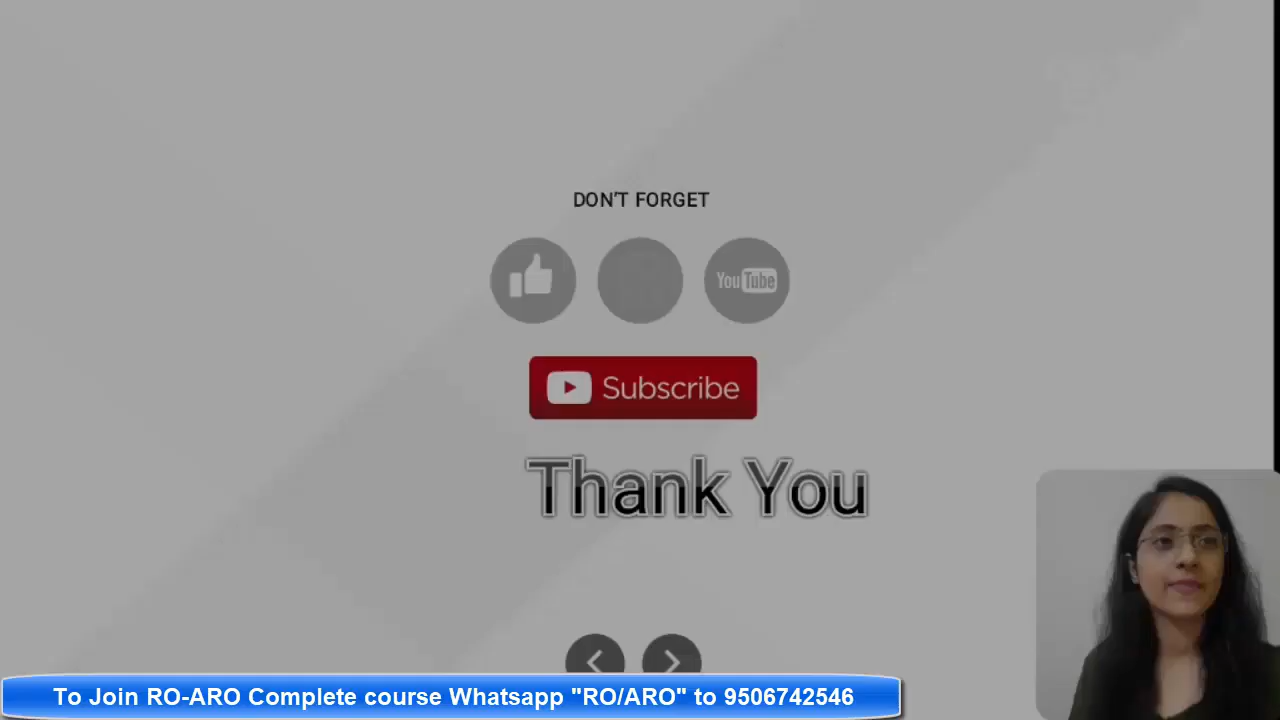 DON'T FORGET
YouTube
Subscribe
Thank You
To Join RO-ARO Complete course Whatsapp "RO/ARO" to 9506742546